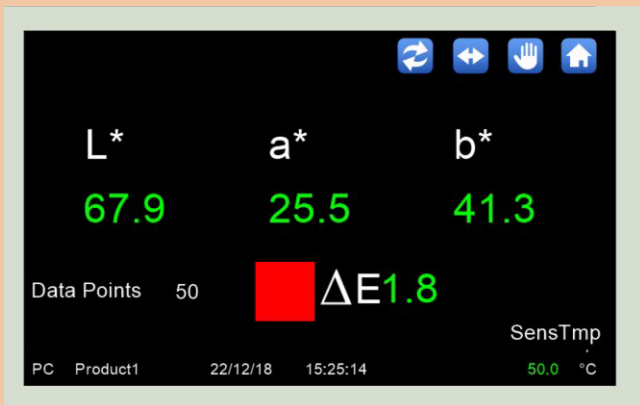 L* a* b*
67.9 25.5 41.3
Data Points 50 ΔE1.8
SensTmp
PC Product1 22/12/18 15:25:14 50.0 °C